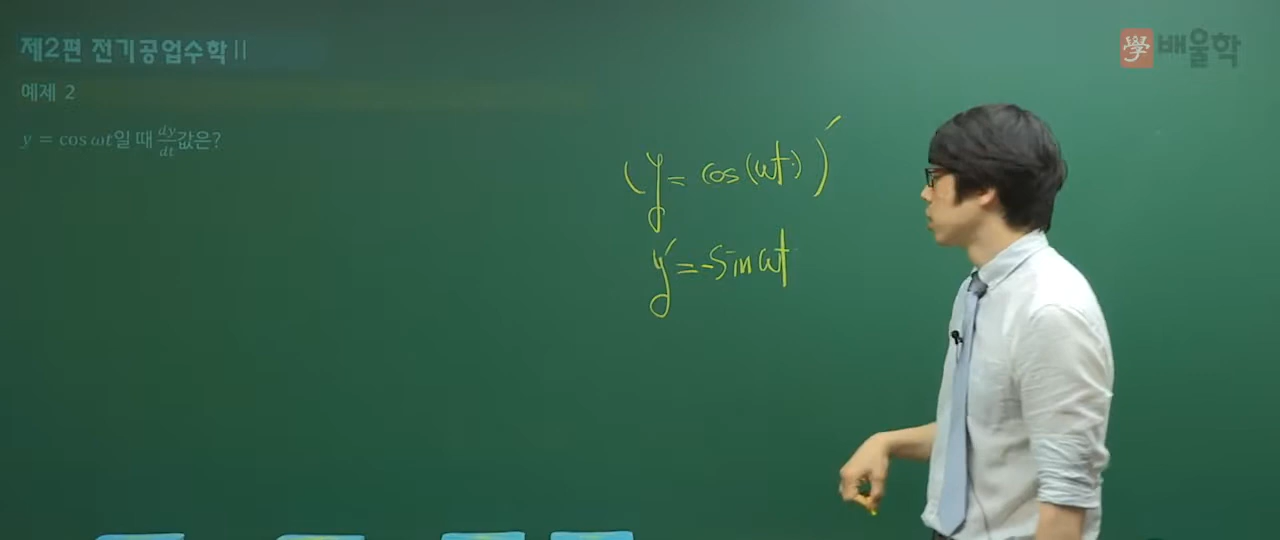 제2편 전기공업수학 II
예제 2
y = cos ωt일 때 dy/dt값은?
學 배울학
(y = cos(ωt))′
y′ = -sin ωt